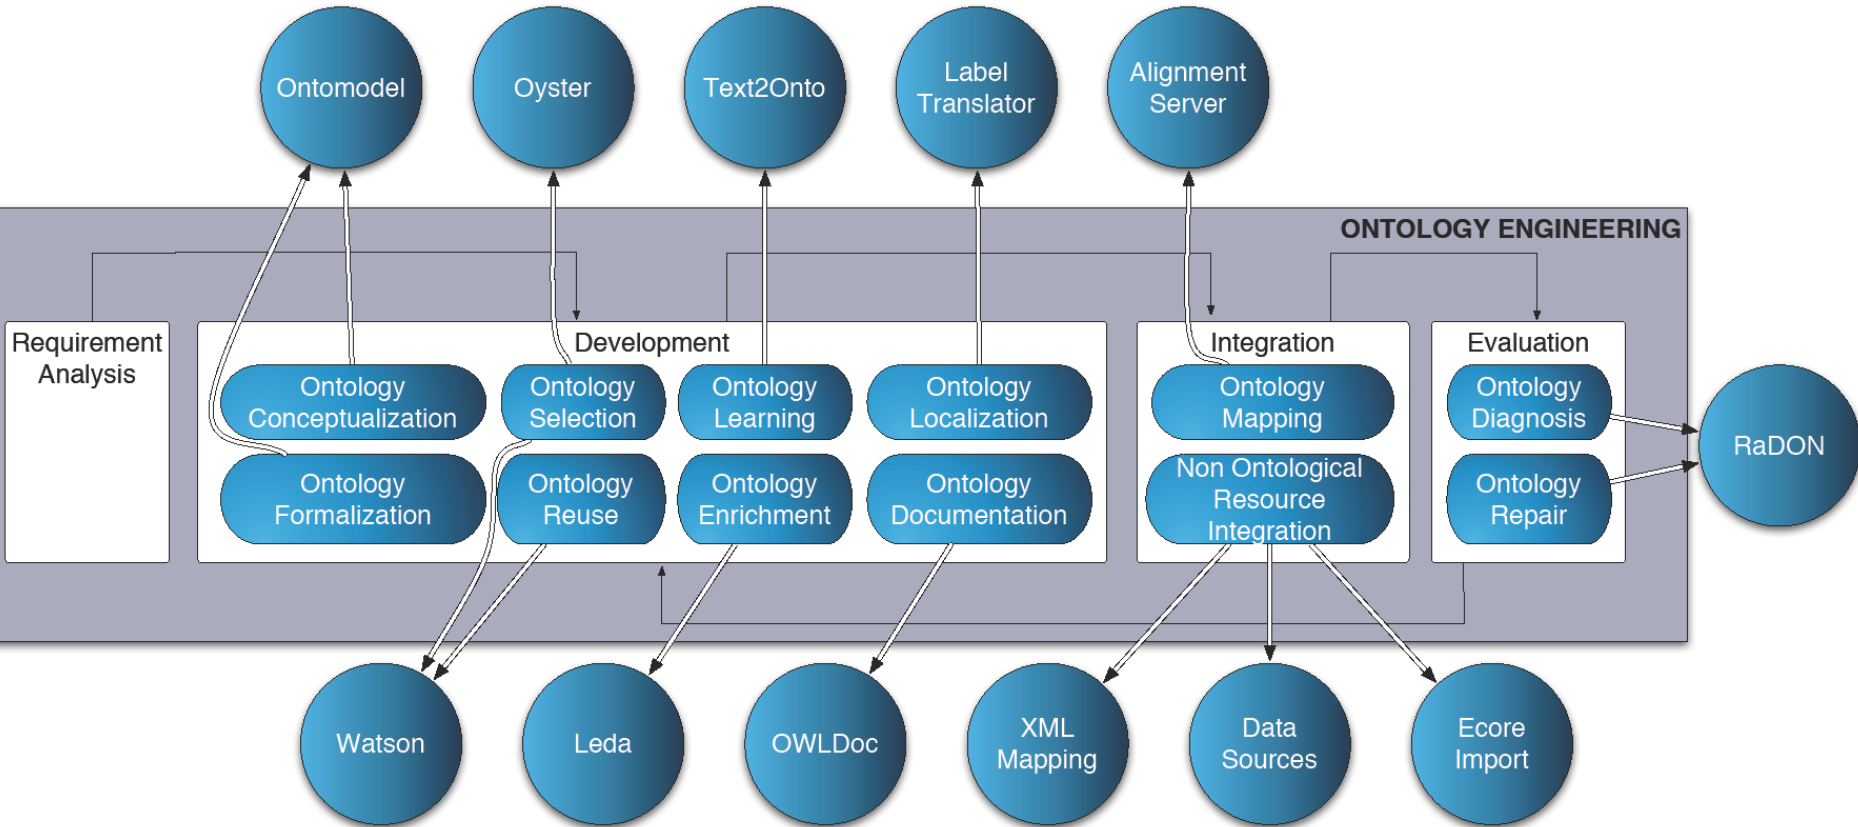 Ontomodel
Oyster
Text2Onto
Label
Translator
Alignment
Server
ONTOLOGY ENGINEERING
Requirement
Analysis
Development
Ontology
Conceptualization
Ontology
Selection
Ontology
Learning
Ontology
Localization
Ontology
Formalization
Ontology
Reuse
Ontology
Enrichment
Ontology
Documentation
Integration
Ontology
Mapping
Non Ontological
Resource
Integration
Evaluation
Ontology
Diagnosis
Ontology
Repair
RaDON
Watson
Leda
OWLDoc
XML
Mapping
Data
Sources
Ecore
Import